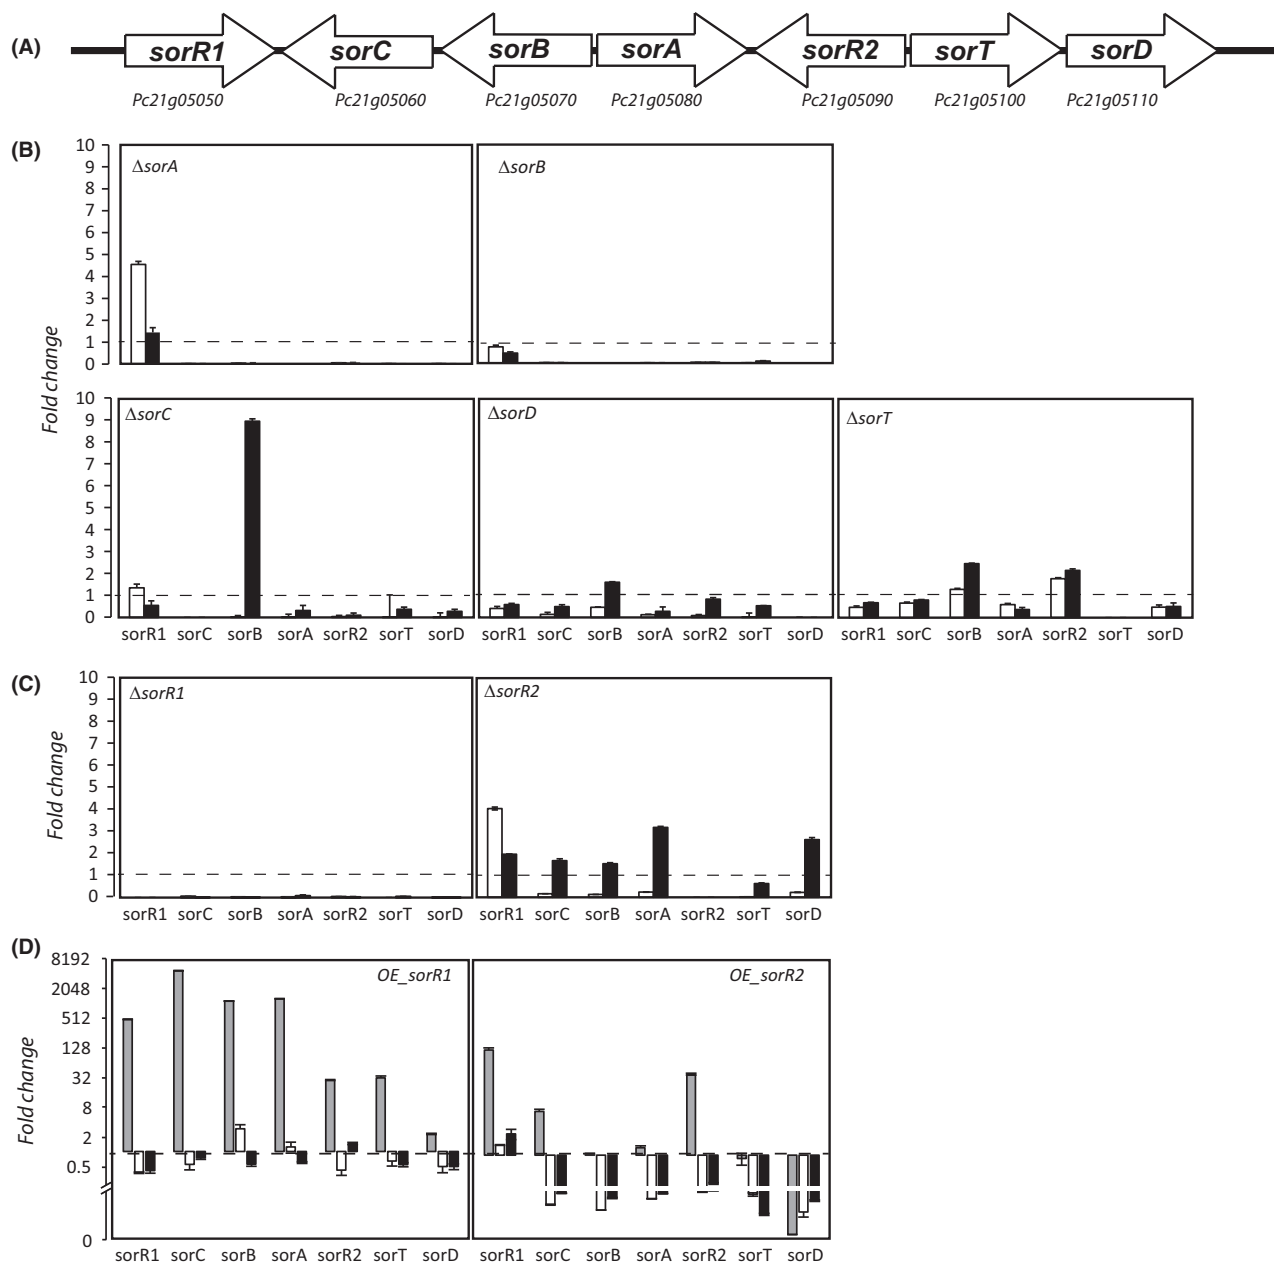 (A)
sorR1 sorC sorB sorA sorR2 sorT sorD
Pc21g05050 Pc21g05060 Pc21g05070 Pc21g05080 Pc21g05090 Pc21g05100 Pc21g05110
(B)
Fold change
10
9
8
7
6
5
4
3
2
1
0
ΔsorA
ΔsorB
10
9
8
7
6
5
4
3
2
1
0
ΔsorC
ΔsorD
ΔsorT
sorR1 sorC sorB sorA sorR2 sorT sorD
sorR1 sorC sorB sorA sorR2 sorT sorD
sorR1 sorC sorB sorA sorR2 sorT sorD
(C)
Fold change
10
9
8
7
6
5
4
3
2
1
0
ΔsorR1
ΔsorR2
sorR1 sorC sorB sorA sorR2 sorT sorD
sorR1 sorC sorB sorA sorR2 sorT sorD
(D)
Fold change
8192
2048
512
128
32
8
2
0.5
0
OE_sorR1
OE_sorR2
sorR1 sorC sorB sorA sorR2 sorT sorD
sorR1 sorC sorB sorA sorR2 sorT sorD